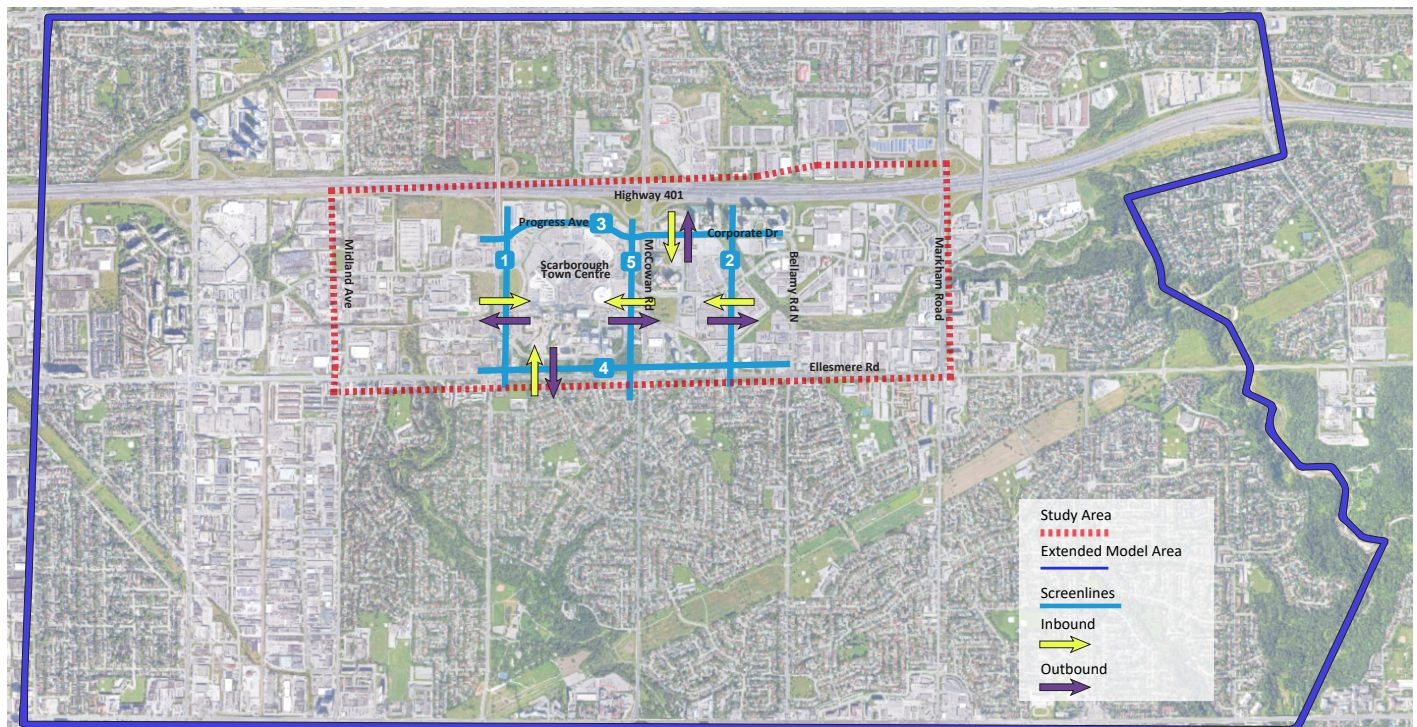 Highway 401
Progress Ave
3
Corporate Dr
1
Scarborough
Town Centre
5
McCowan Rd
2
Midland Ave
Bellamy Rd N
Markham Road
4
Ellesmere Rd
Study Area
Extended Model Area
Screenlines
Inbound
Outbound